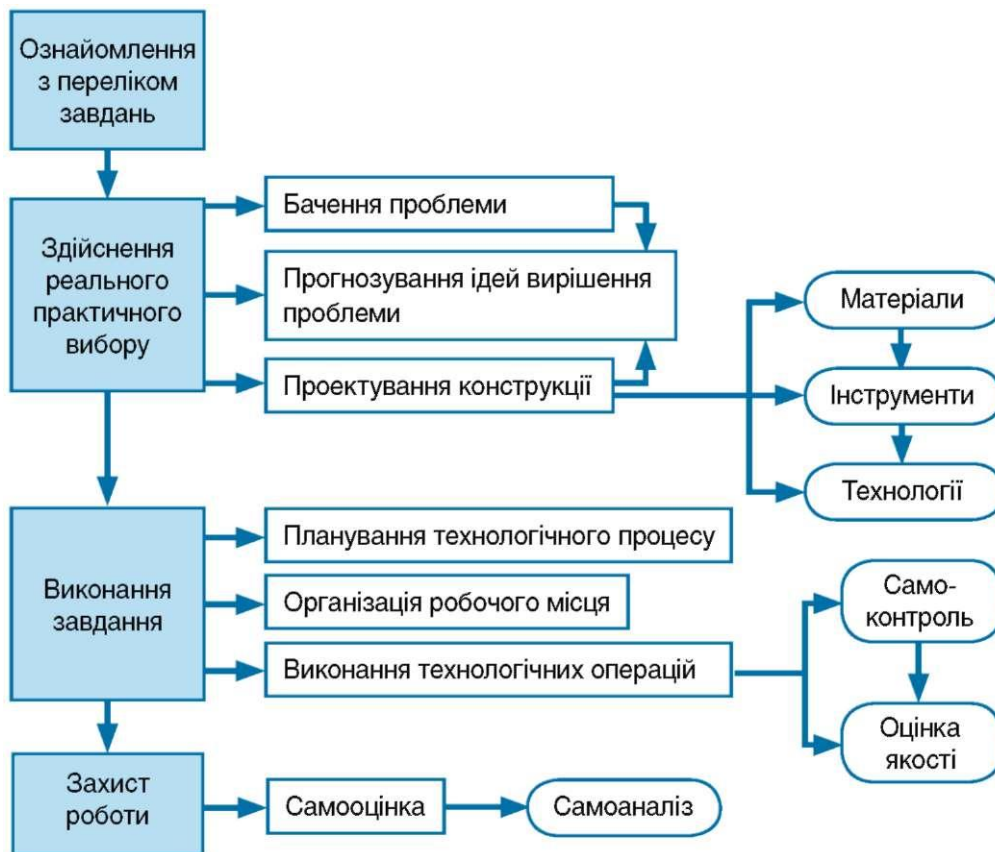 Ознайомлення
з переліком
завдань
Здійснення
реального
практичного
вибору
Бачення проблеми
Прогнозування ідей вирішення
проблеми
Проектування конструкції
Матеріали
Інструменти
Технології
Виконання
завдання
Планування технологічного процесу
Організація робочого місця
Виконання технологічних операцій
Само-
контроль
Оцінка
якості
Захист
роботи
Самооцінка
Самоаналіз